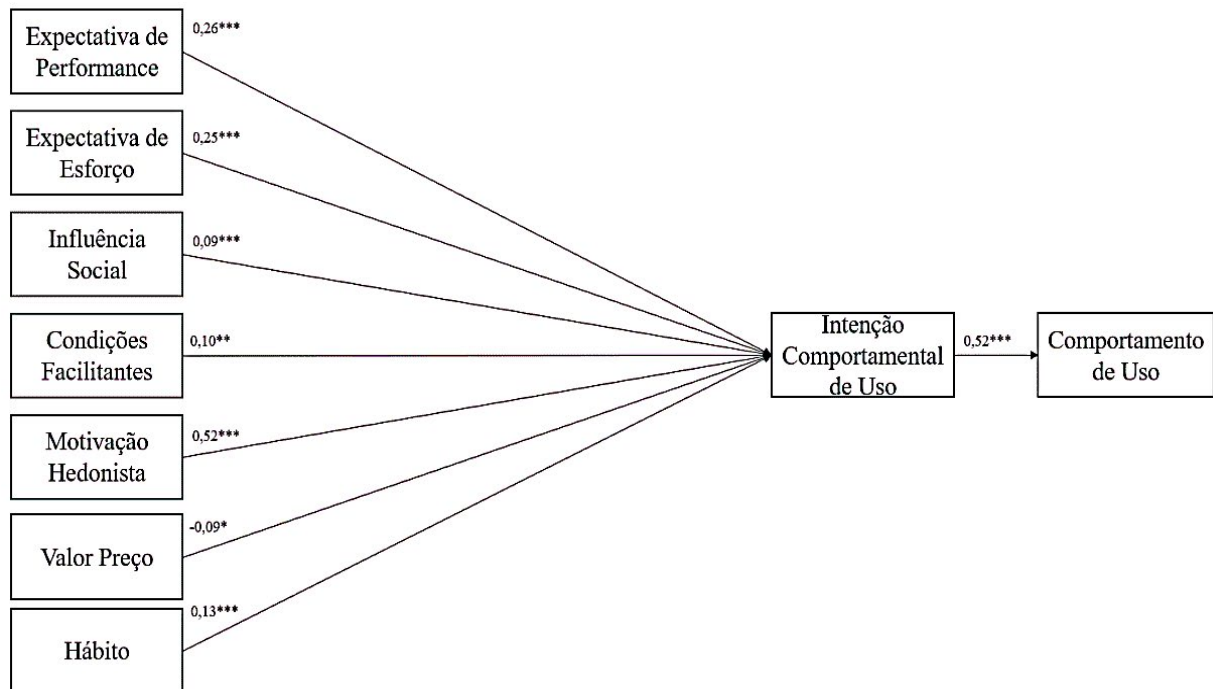 Expectativa de
Performance
0,26***
Expectativa de
Esforço
0,25***
Influência
Social
0,09***
Condições
Facilitantes
0,10**
Motivação
Hedonista
0,52***
Valor Preço
-0,09*
Hábito
0,13***
Intenção
Comportamental
de Uso
0,52***
Comportamento
de Uso